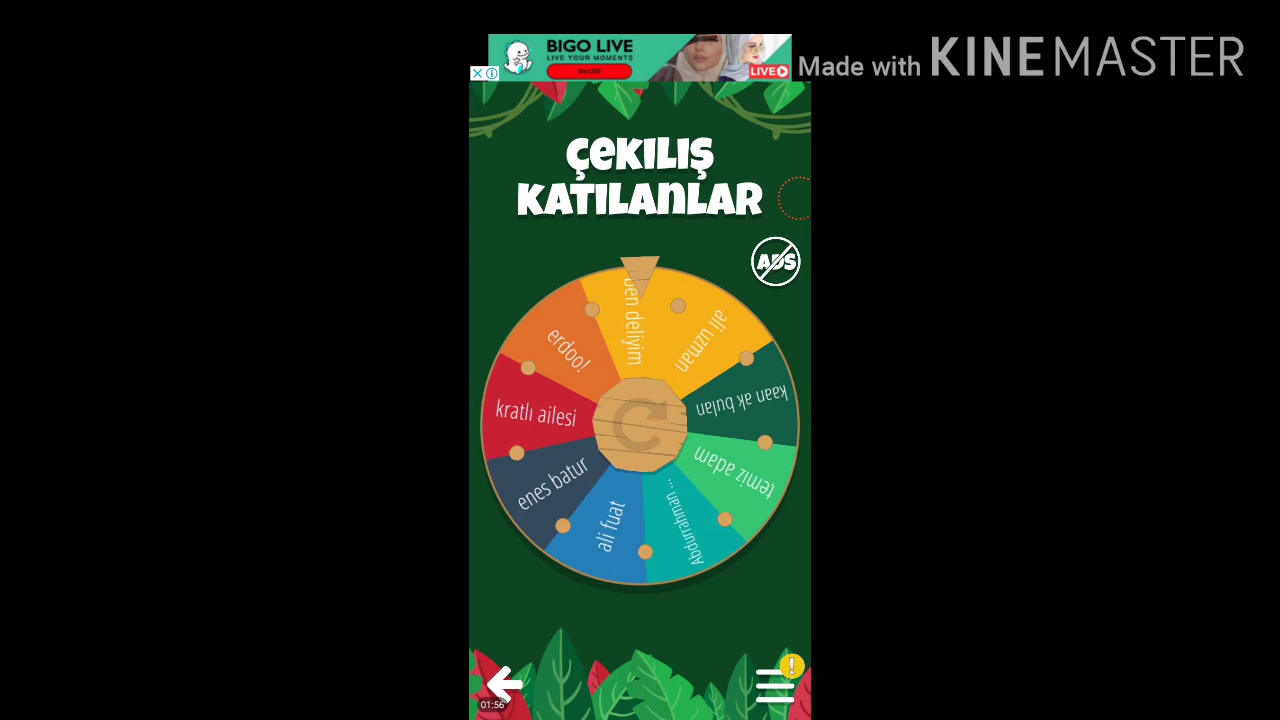 BIGO LIVE
LIVE YOUR MOMENTS
LIVE
Made with KINEMASTER
ÇEKILIŞ
KATILANLAR
ADS
ben deliyim
ali uzman
kaan ak bulan
temiz adam
Abdurrahman ...
ali fuat
enes batur
kratlı ailesi
erdoo!
!
01:56